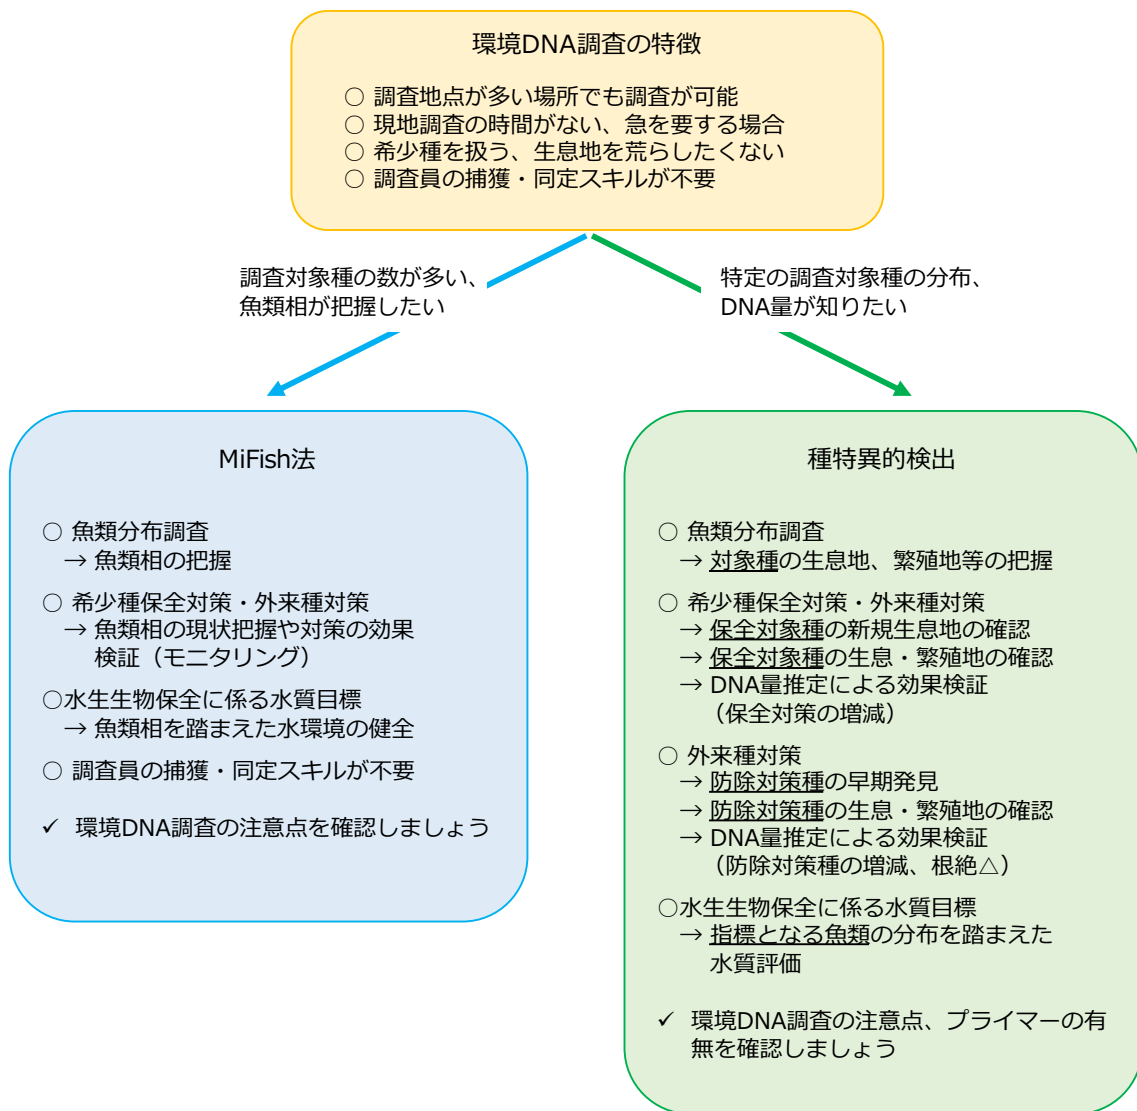 環境DNA調査の特徴
○ 調査地点が多い場所でも調査が可能
○ 現地調査の時間がない、急を要する場合
○ 希少種を扱う、生息地を荒らしたくない
○ 調査員の捕獲・同定スキルが不要
調査対象種の数が多い、
魚類相が把握したい
特定の調査対象種の分布、
DNA量が知りたい
MiFish法
○ 魚類分布調査
→ 魚類相の把握
○ 希少種保全対策・外来種対策
→ 魚類相の現状把握や対策の効果
検証（モニタリング）
○水生生物保全に係る水質目標
→ 魚類相を踏まえた水環境の健全
○ 調査員の捕獲・同定スキルが不要
✓ 環境DNA調査の注意点を確認しましょう
種特異的検出
○ 魚類分布調査
→ 対象種の生息地、繁殖地等の把握
○ 希少種保全対策・外来種対策
→ 保全対象種の新規生息地の確認
→ 保全対象種の生息・繁殖地の確認
→ DNA量推定による効果検証
（保全対策の増減）
○ 外来種対策
→ 防除対策種の早期発見
→ 防除対策種の生息・繁殖地の確認
→ DNA量推定による効果検証
（防除対策種の増減、根絶△）
○水生生物保全に係る水質目標
→ 指標となる魚類の分布を踏まえた
水質評価
✓ 環境DNA調査の注意点、プライマーの有
無を確認しましょう